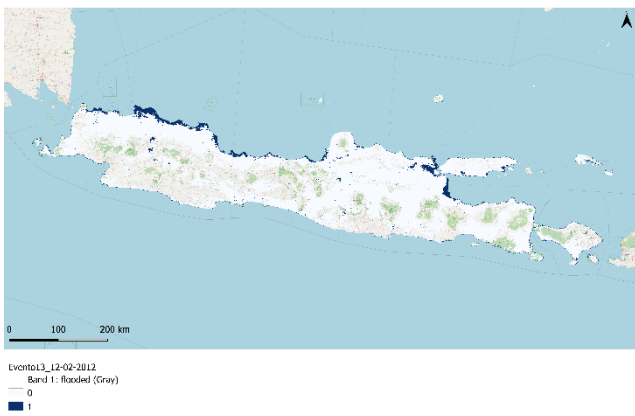 0 100 200 km
Evento13_12-02-2012
Band 1: flooded (Gray)
0
1